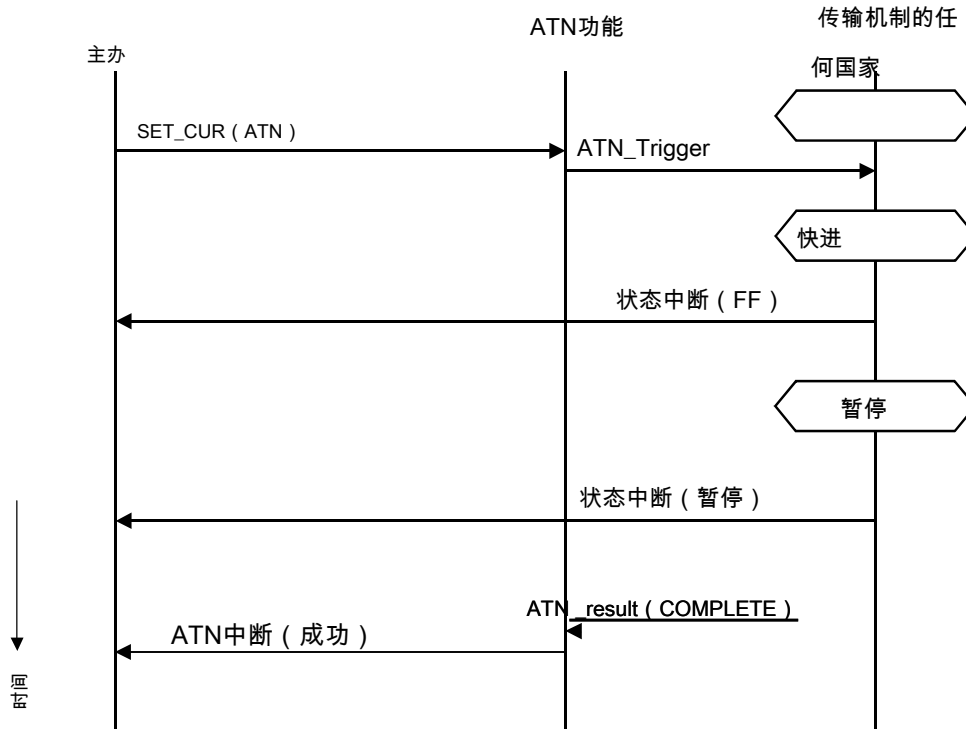 传输机制的任
ATN功能
主办
何国家
SET_CUR（ATN）
ATN_Trigger
快进
状态中断（FF）
暂停
状态中断（暂停）
ATN_result（COMPLETE）
ATN中断（成功）
时间